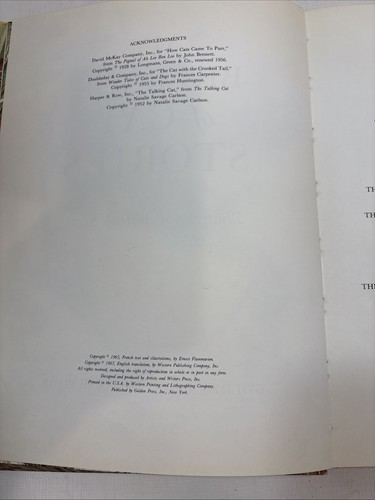 ACKNOWLEDGMENTS
David McKay Company, Inc., for "How Cats Came To Purr,"
from The Pigtail of Ah Lee Ben Loo by John Bennett,
Copyright © 1928 by Longmans, Green & Co., renewed 1956.
Doubleday & Company, Inc., for "The Cat with the Crooked Tail,"
from Wonder Tales of Cats and Dogs by Frances Carpenter,
Copyright © 1955 by Frances Huntington.
Harper & Row, Inc., "The Talking Cat," from The Talking Cat
by Natalie Savage Carlson.
Copyright © 1952 by Natalie Savage Carlson.
Copyright © 1965, French text and illustrations, by Ernest Flammarion.
Copyright © 1967, English translation, by Western Publishing Company, Inc.
All rights reserved, including the right of reproduction in whole or in part in any form.
Designed and produced by Artists and Writers Press, Inc.
Printed in the U.S.A. by Western Printing and Lithographing Company.
Published by Golden Press, Inc., New York.
TH
TH
THE